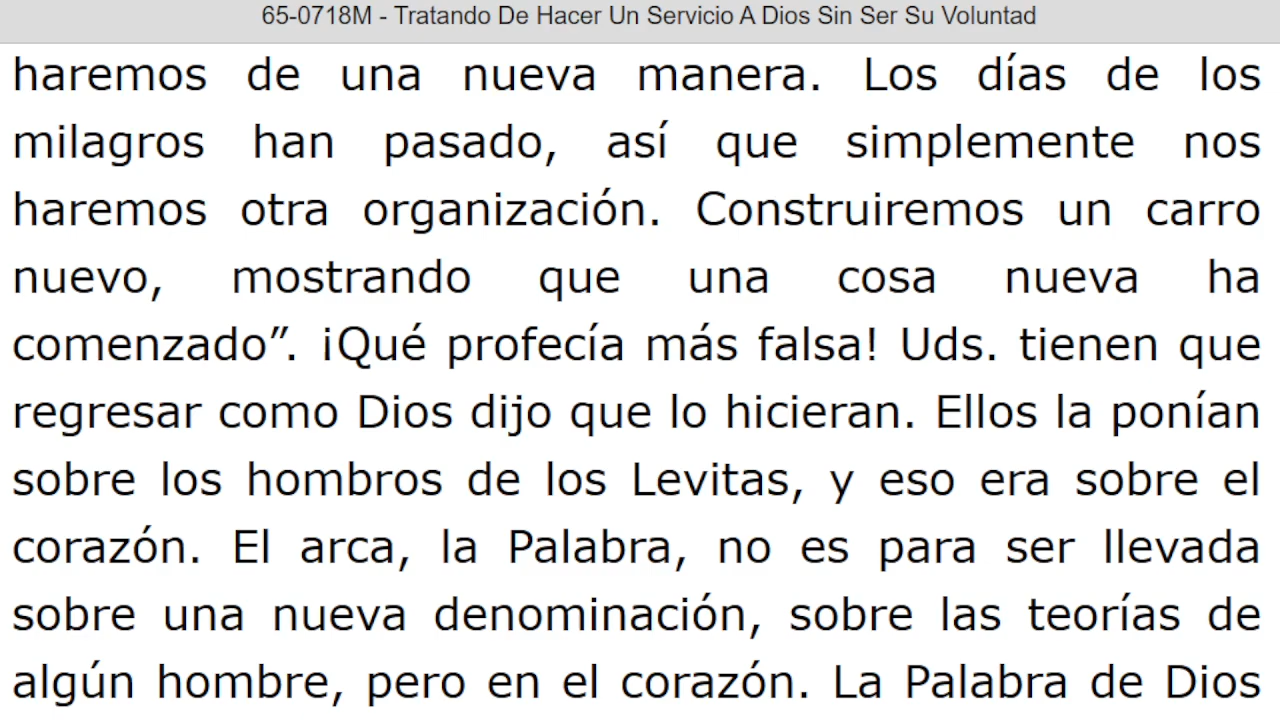 65-0718M - Tratando De Hacer Un Servicio A Dios Sin Ser Su Voluntad
haremos de una nueva manera. Los días de los
milagros han pasado, así que simplemente nos
haremos otra organización. Construiremos un carro
nuevo, mostrando que una cosa nueva ha
comenzado”. ¡Qué profecía más falsa! Uds. tienen que
regresar como Dios dijo que lo hicieran. Ellos la ponían
sobre los hombros de los Levitas, y eso era sobre el
corazón. El arca, la Palabra, no es para ser llevada
sobre una nueva denominación, sobre las teorías de
algún hombre, pero en el corazón. La Palabra de Dios